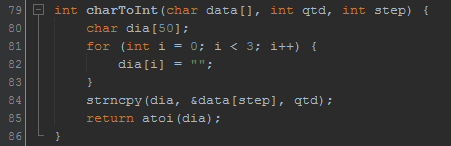 79 int charToInt(char data[], int qtd, int step) {
80     char dia[50];
81     for (int i = 0; i < 3; i++) {
82         dia[i] = "";
83     }
84     strncpy(dia, &data[step], qtd);
85     return atoi(dia);
86 }